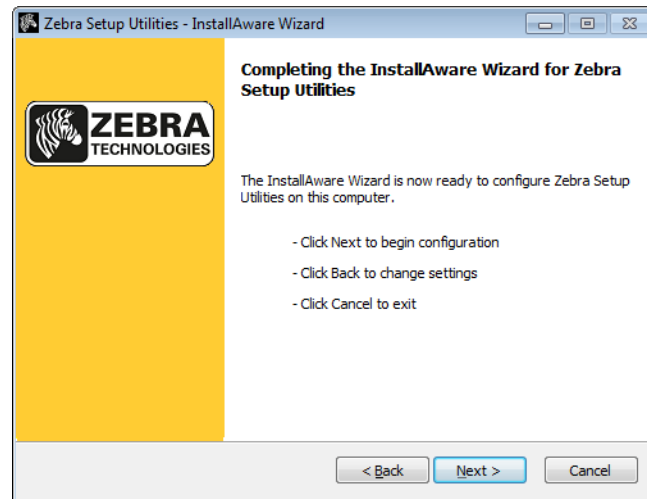 Zebra Setup Utilities - InstallAware Wizard
Completing the InstallAware Wizard for Zebra
Setup Utilities
ZEBRA
TECHNOLOGIES
The InstallAware Wizard is now ready to configure Zebra Setup
Utilities on this computer.
- Click Next to begin configuration
- Click Back to change settings
- Click Cancel to exit
< Back
Next >
Cancel